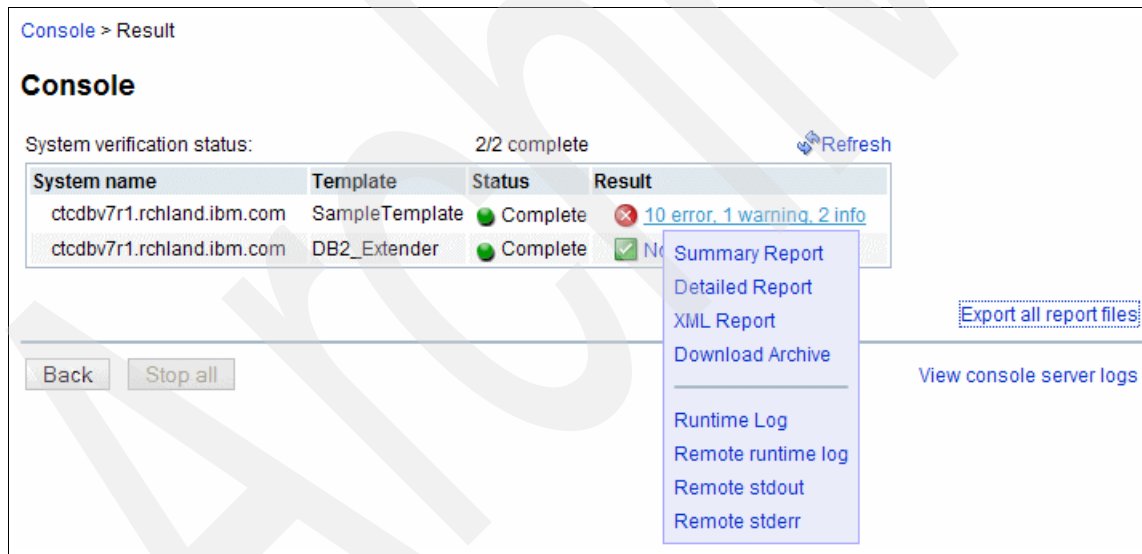 Console > Result
Console
System verification status: 2/2 complete Refresh
System name Template Status Result
ctcdbv7r1.rchland.ibm.com SampleTemplate Complete 10 error, 1 warning, 2 info
ctcdbv7r1.rchland.ibm.com DB2_Extender Complete
Summary Report
Detailed Report
XML Report
Download Archive
Export all report files
Back Stop all View console server logs
Runtime Log
Remote runtime log
Remote stdout
Remote stderr